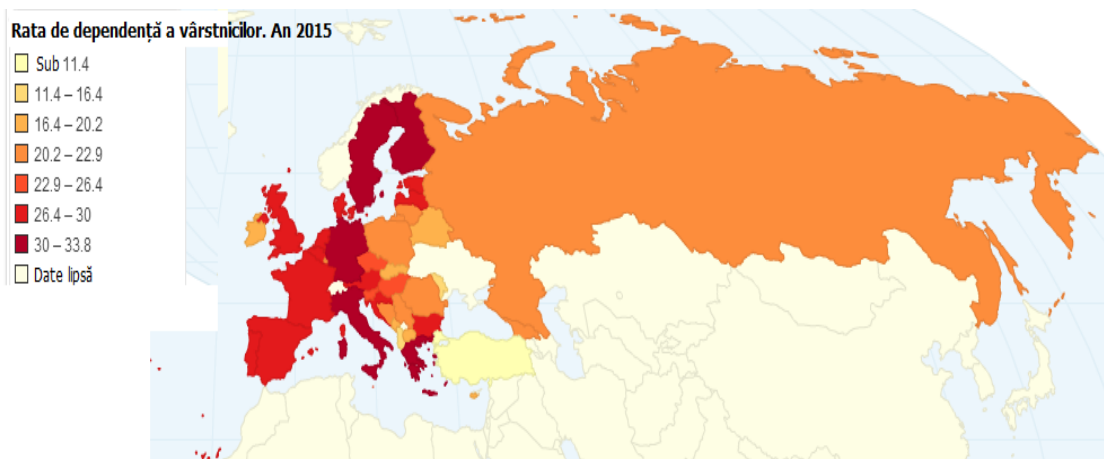 Rata de dependență a vârstnicilor. An 2015
Sub 11.4
11.4 – 16.4
16.4 – 20.2
20.2 – 22.9
22.9 – 26.4
26.4 – 30
30 – 33.8
Date lipsă